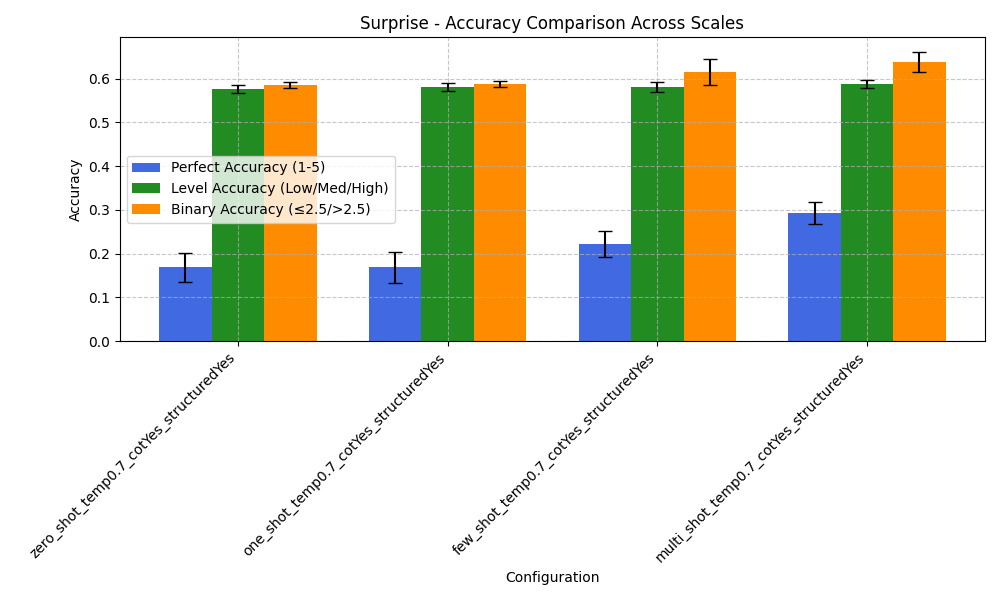 Surprise - Accuracy Comparison Across Scales
Accuracy
0.6
0.5
0.4
0.3
0.2
0.1
0.0
Perfect Accuracy (1-5)
Level Accuracy (Low/Med/High)
Binary Accuracy (≤2.5/>2.5)
zero_shot_temp0.7_cotYes_structuredYes
one_shot_temp0.7_cotYes_structuredYes
few_shot_temp0.7_cotYes_structuredYes
multi_shot_temp0.7_cotYes_structuredYes
Configuration